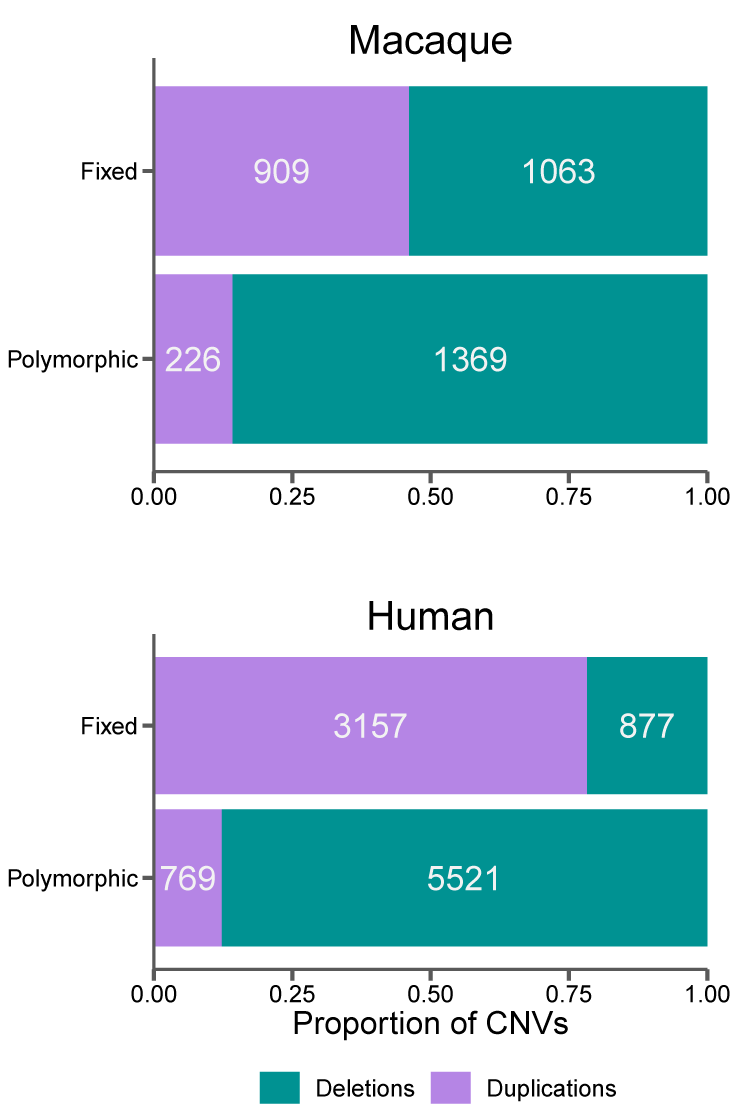 Macaque
Fixed
909
1063
Polymorphic
226
1369
0.00 0.25 0.50 0.75 1.00
Human
Fixed
3157
877
Polymorphic
769
5521
0.00 0.25 0.50 0.75 1.00
Proportion of CNVs
Deletions Duplications